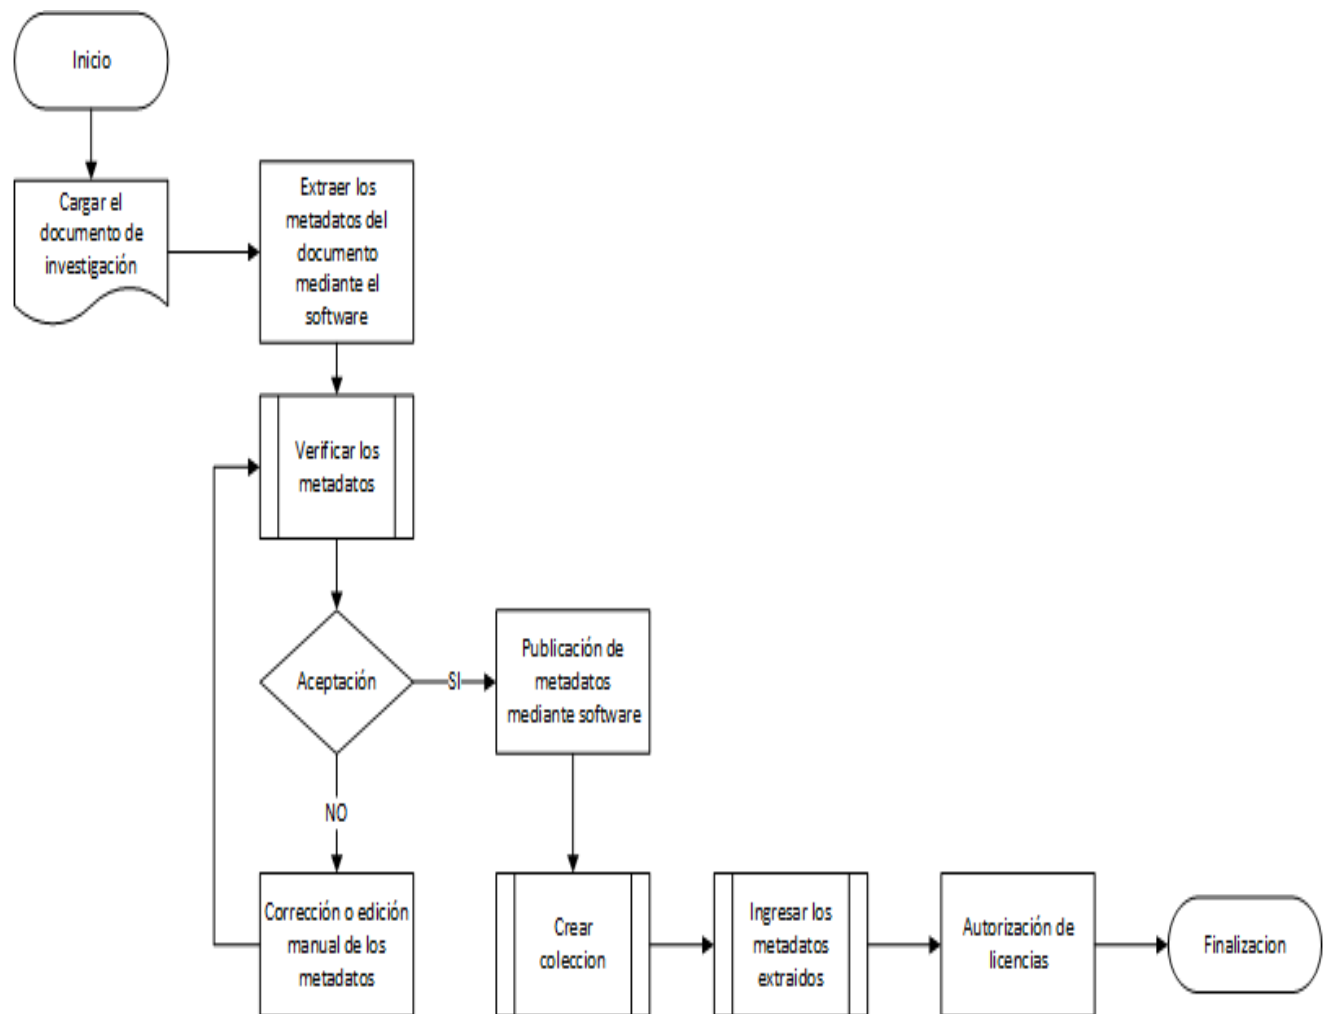 Inicio
Cargar el
documento de
investigación
Extraer los
metadatos del
documento
mediante el
software
Verificar los
metadatos
Aceptación
SI
Publicación de
metadatos
mediante software
NO
Corrección o edición
manual de los
metadatos
Crear
coleccion
Ingresar los
metadatos
extraidos
Autorización de
licencias
Finalizacion